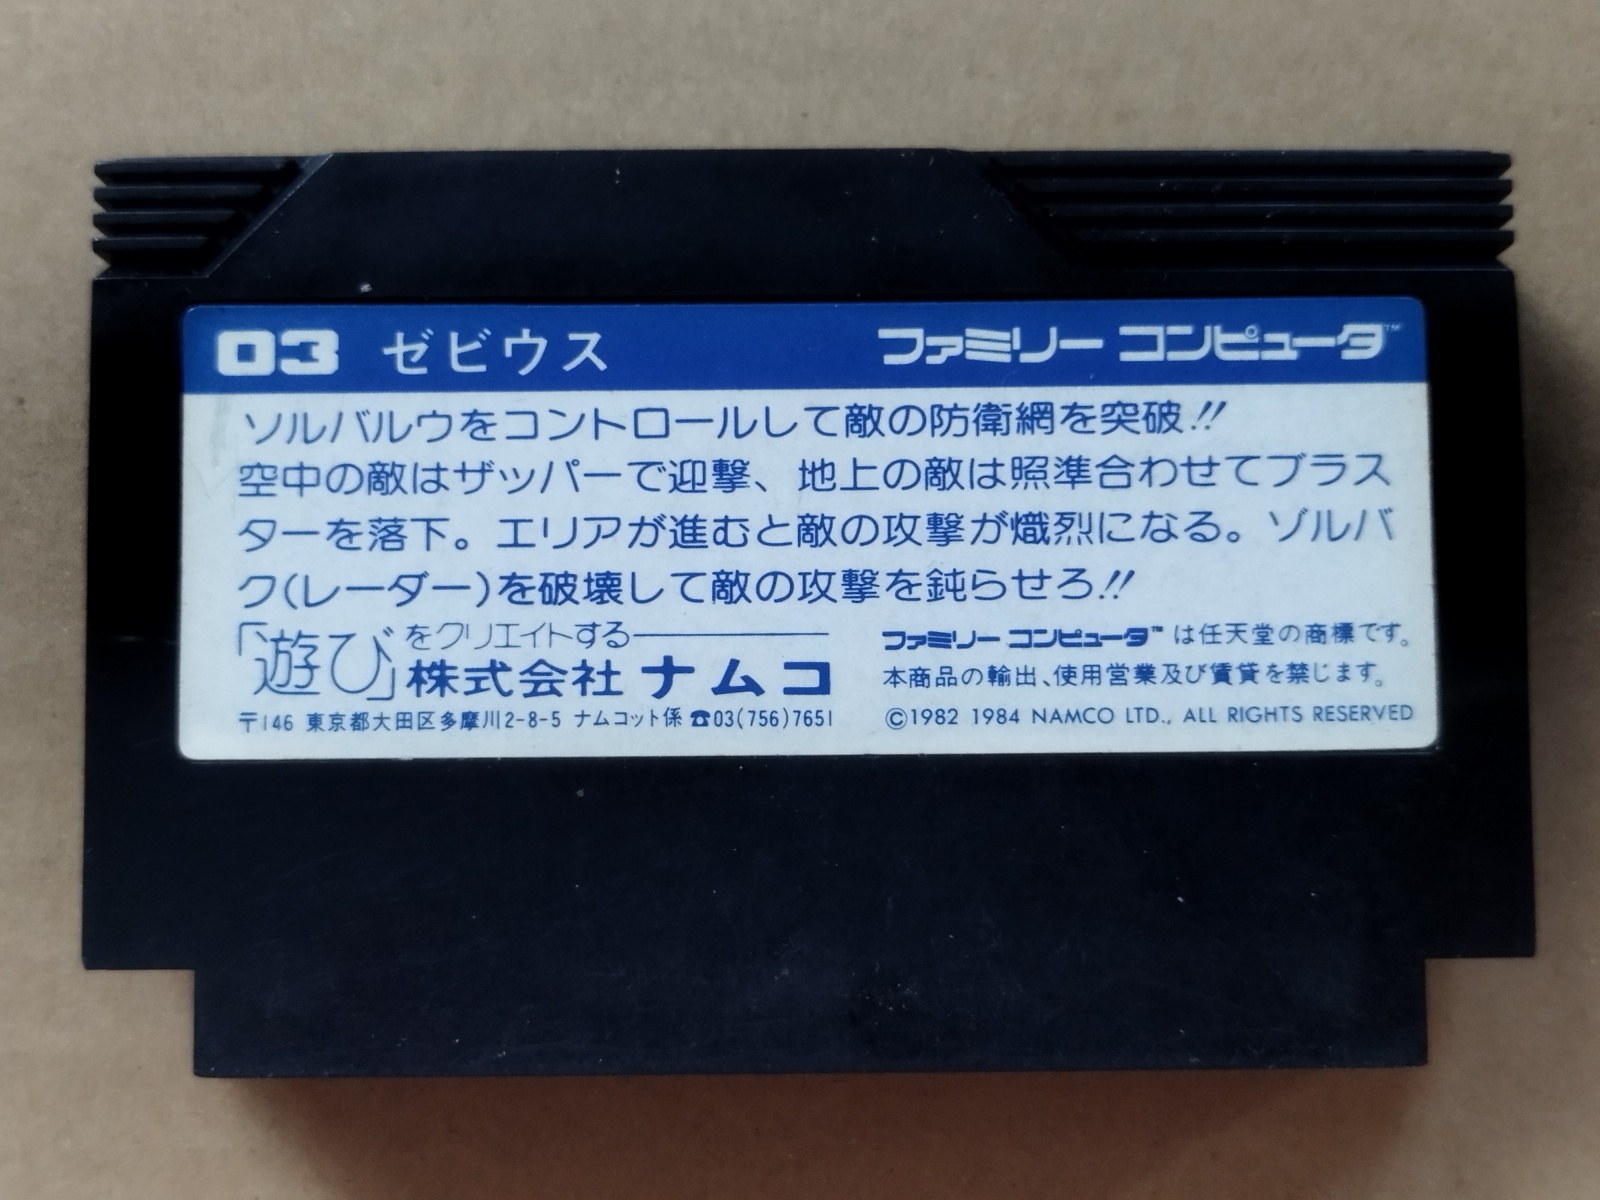 03 ゼビウス ファミリー コンピュータ™
ソルバルウをコントロールして敵の防衛網を突破!!
空中の敵はザッパーで迎撃、地上の敵は照準合わせてブラス
ターを落下。エリアが進むと敵の攻撃が熾烈になる。ゾルバ
ク(レーダー)を破壊して敵の攻撃を鈍らせろ!!
「遊び」をクリエイトする
株式会社 ナムコ
〒146 東京都大田区多摩川2-8-5 ナムコット係 ☎03(756)7651
ファミリー コンピュータ™ は任天堂の商標です。
本商品の輸出、使用営業及び賃貸を禁じます。
©1982 1984 NAMCO LTD., ALL RIGHTS RESERVED